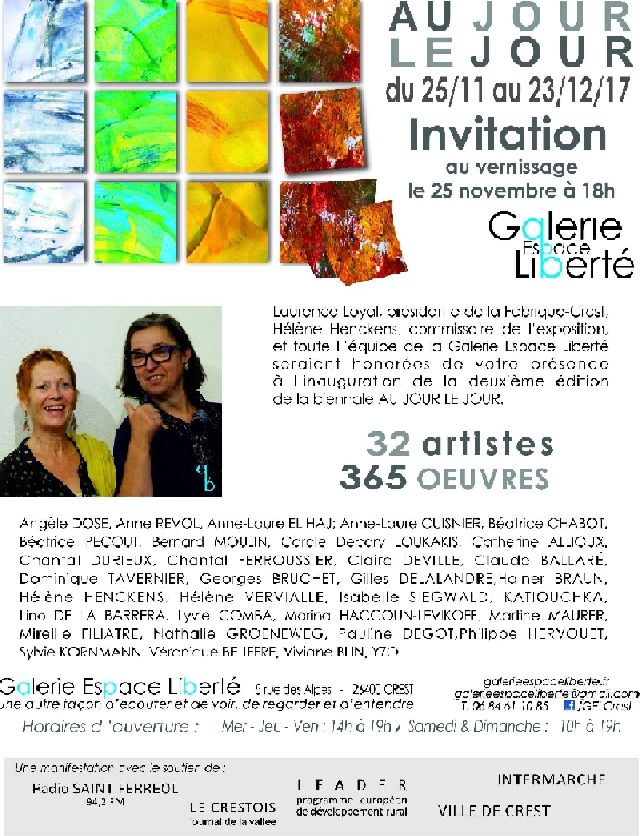 AU JOUR
LE JOUR
du 25/11 au 23/12/17
Invitation
au vernissage
le 25 novembre à 18h
Galerie
Espace
Liberté
Laurence Loyal, présidente de la Fabrique-Crest,
Hélène Henckens, commissaire de l'exposition,
et toute l'équipe de la Galerie Espace Liberté
seraient honorées de votre présence
à l'inauguration de la deuxième édition
de la biennale AU JOUR LE JOUR.
32 artistes
365 OEUVRES
Angèle DOSE, Anne REVOL, Anne-Laure EL HAJ, Anne-Laure CUISNIER, Béatrice CHABOT,
Béatrice PECOUL, Bernard MOULIN, Carole Decory LOUKAKIS, Catherine ALLIOUX,
Chantal DURIEUX, Chantal FERROUSSIER, Claire DEVILLE, Claude BALLARÉ,
Dominique TAVERNIER, Georges BRUCHET, Gilles DELALANDRE, Rainer BRAUN,
Hélène HENCKENS, Hélène VERVIALLE, Isabelle SIEGWALD, KATIOUCHKA,
Lino DE LA BARRERA, Lyvie COMBA, Marina HACCOUN-LEVIKOFF, Martine MAURER,
Mireille FILIATRE, Nathalie GROENEWEG, Pauline DEGOT, Philippe HERVOUET,
Sylvie KORNMANN, Véronique BELIERE, Viviane BLIN, YZO
Galerie Espace Liberté 5 rue des Alpes - 26400 CREST
une autre façon d'écouter et de voir, de regarder et d'entendre
galerieespaceliberte.fr
galerieespaceliberte@gmail.com
T. 06 84 61 10 85 /GEL Crest
Horaires d'ouverture : Mer - Jeu - Ven : 14h à 19h / Samedi & Dimanche : 10h à 19h
Une manifestation avec le soutien de :
Radio SAINT FERREOL
94,2 FM
LE CRESTOIS
journal de la vallée
LEADER
programme européen
de développement rural
INTERMARCHE
VILLE DE CREST